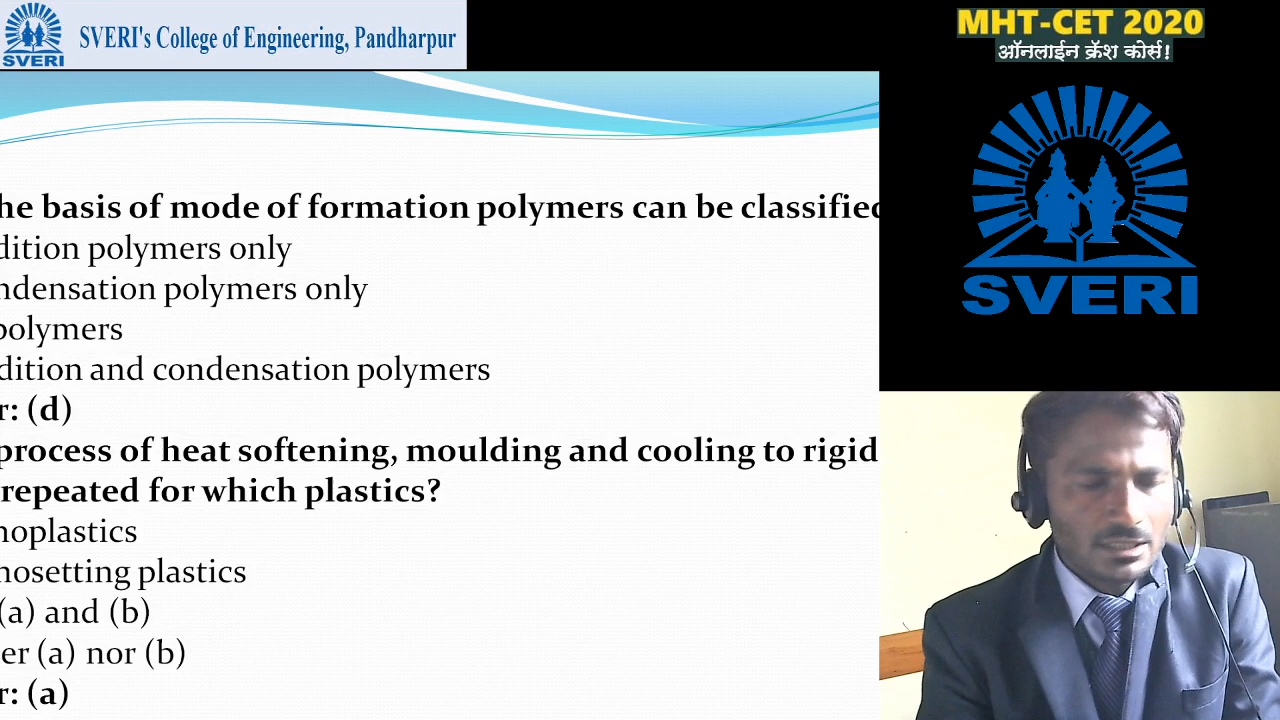 SVERI's College of Engineering, Pandharpur
SVERI
MHT-CET 2020
ऑनलाईन क्रॅश कोर्स!
SVERI
he basis of mode of formation polymers can be classified
dition polymers only
ndensation polymers only
polymers
dition and condensation polymers
r: (d)
process of heat softening, moulding and cooling to rigid
repeated for which plastics?
noplastics
nosetting plastics
(a) and (b)
er (a) nor (b)
r: (a)